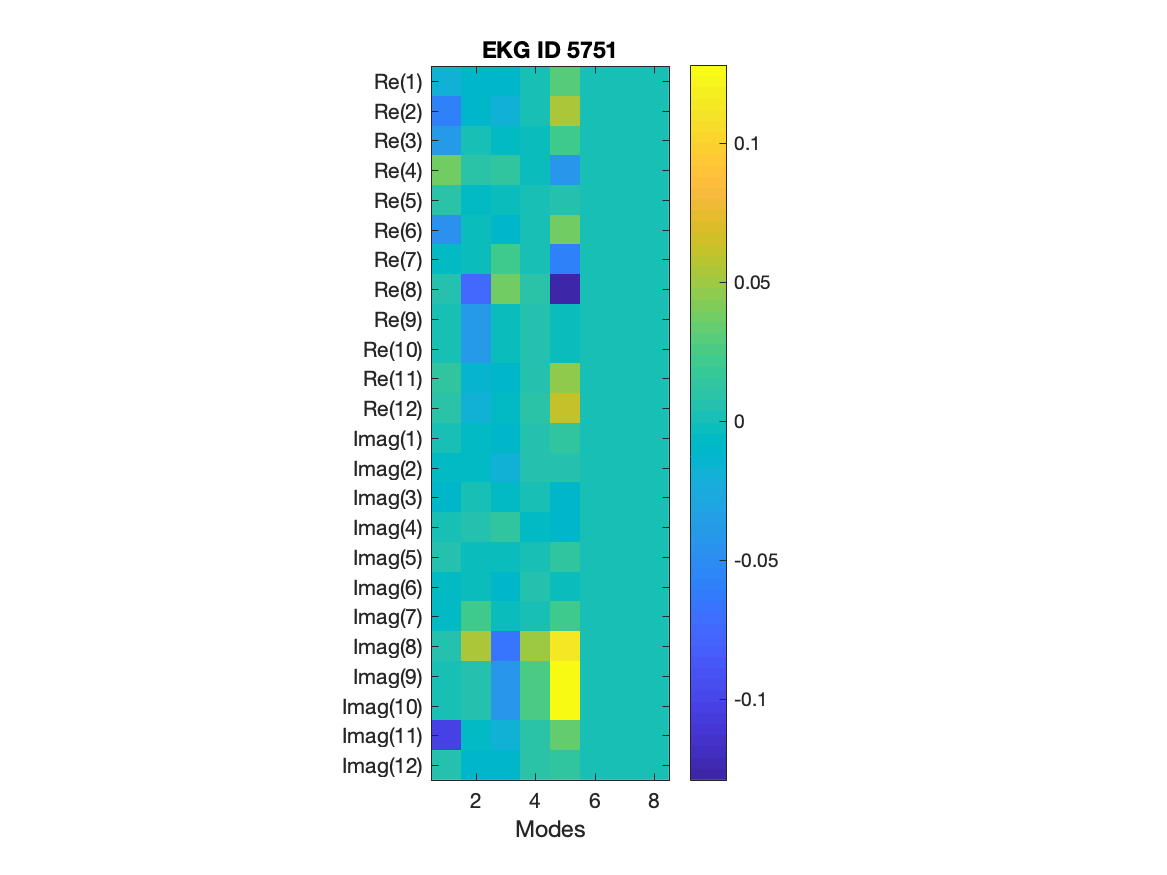 EKG ID 5751
Re(1)
Re(2)
Re(3)
Re(4)
Re(5)
Re(6)
Re(7)
Re(8)
Re(9)
Re(10)
Re(11)
Re(12)
Imag(1)
Imag(2)
Imag(3)
Imag(4)
Imag(5)
Imag(6)
Imag(7)
Imag(8)
Imag(9)
Imag(10)
Imag(11)
Imag(12)
2 4 6 8
Modes
0.1
0.05
0
-0.05
-0.1